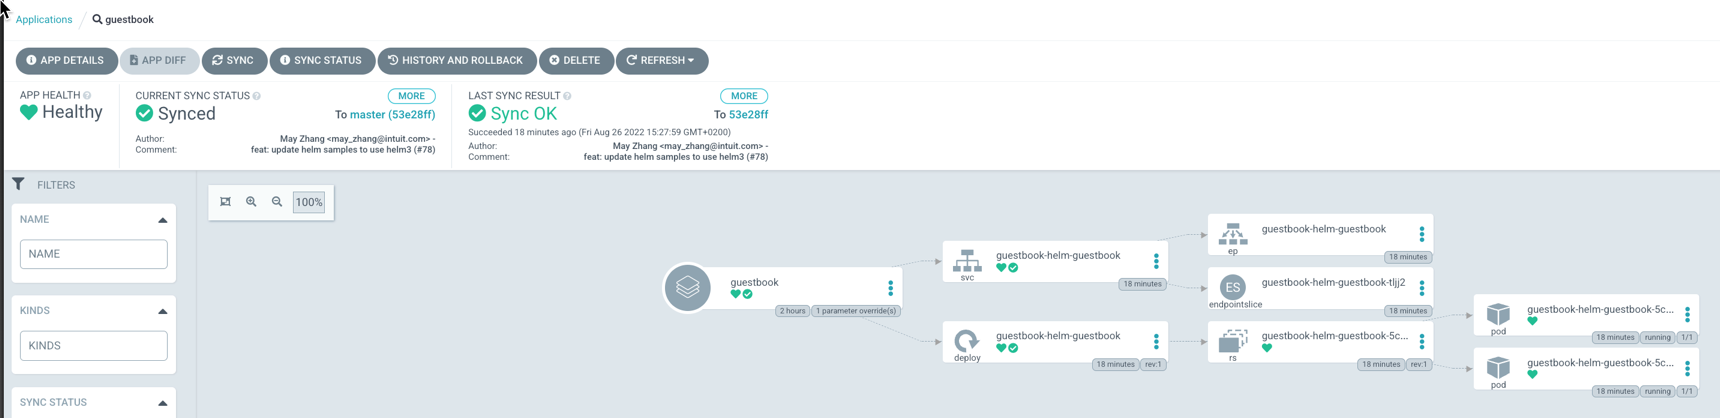 Applications / guestbook
APP DETAILS APP DIFF SYNC SYNC STATUS HISTORY AND ROLLBACK DELETE REFRESH
APP HEALTH
Healthy
CURRENT SYNC STATUS MORE
Synced To master (53e28ff)
Author: May Zhang <may_zhang@intuit.com> -
Comment: feat: update helm samples to use helm3 (#78)
LAST SYNC RESULT MORE
Sync OK To 53e28ff
Succeeded 18 minutes ago (Fri Aug 26 2022 15:27:59 GMT+0200)
Author: May Zhang <may_zhang@intuit.com> -
Comment: feat: update helm samples to use helm3 (#78)
FILTERS
NAME
NAME
KINDS
KINDS
SYNC STATUS
100%
guestbook
2 hours 1 parameter override(s)
svc
guestbook-helm-guestbook
18 minutes
deploy
guestbook-helm-guestbook
18 minutes rev:1
ep
guestbook-helm-guestbook
18 minutes
ES
endpointslice
guestbook-helm-guestbook-tljj2
18 minutes
rs
guestbook-helm-guestbook-5c...
18 minutes rev:1
pod
guestbook-helm-guestbook-5c...
18 minutes running 1/1
pod
guestbook-helm-guestbook-5c...
18 minutes running 1/1